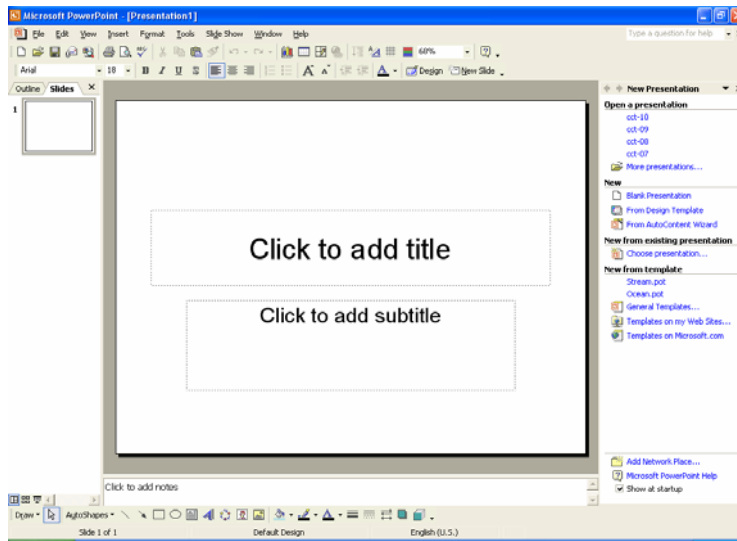 Microsoft PowerPoint - [Presentation1]
File Edit View Insert Format Tools Slide Show Window Help Type a question for help
68%
Arial 18 B I U S A A A Design New Slide
Outline Slides
1
New Presentation
Open a presentation
cct-10
cct-09
cct-08
cct-07
More presentations...
New
Blank Presentation
From Design Template
From AutoContent Wizard
New from existing presentation
Choose presentation...
New from template
Stream.pot
Ocean.pot
General Templates...
Templates on my Web Sites...
Templates on Microsoft.com
Add Network Place...
Microsoft PowerPoint Help
Show at startup
Click to add title
Click to add subtitle
Click to add notes
Draw AutoShapes
Slide 1 of 1 Default Design English (U.S.)